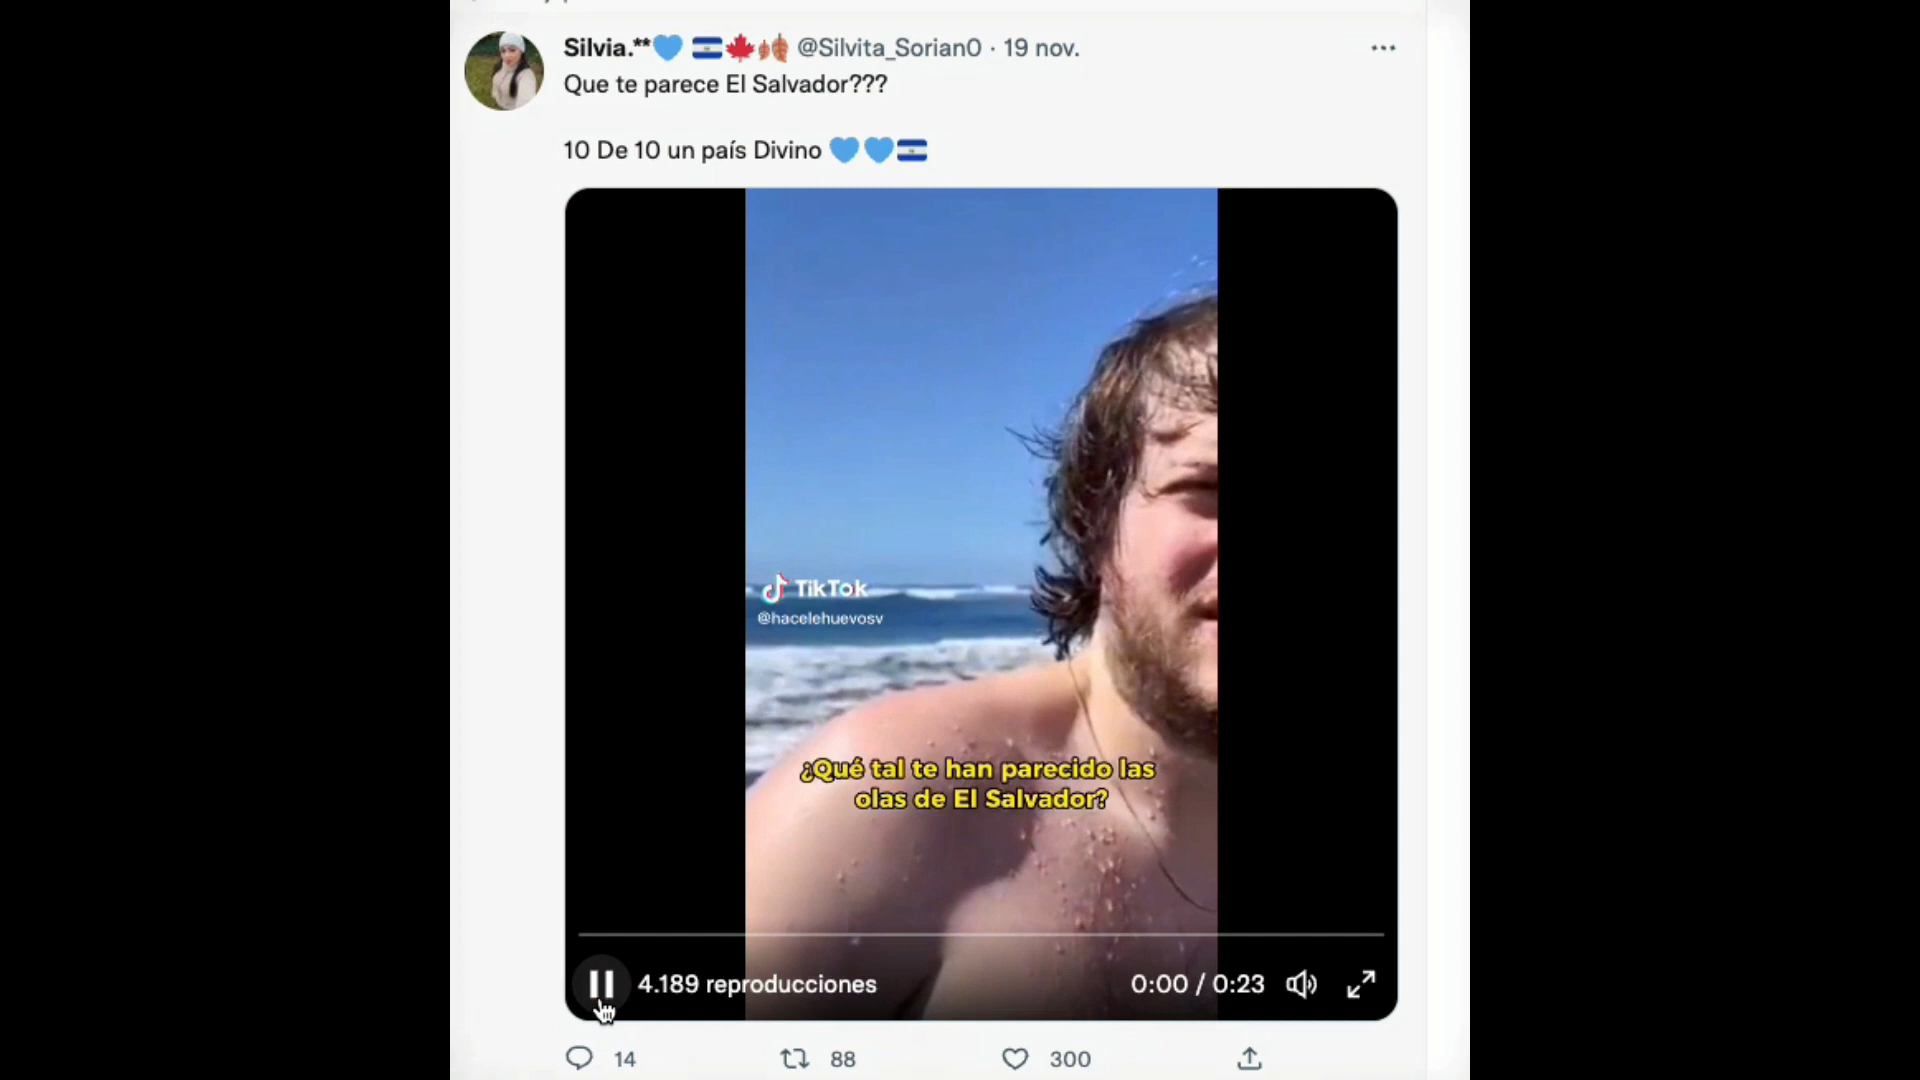 Silvia.** @Silvita_Sorian0 · 19 nov.
Que te parece El Salvador???
10 De 10 un país Divino
TikTok
@hacelehuevosv
¿Qué tal te han parecido las
olas de El Salvador?
4.189 reproducciones 0:00 / 0:23
14 88 300